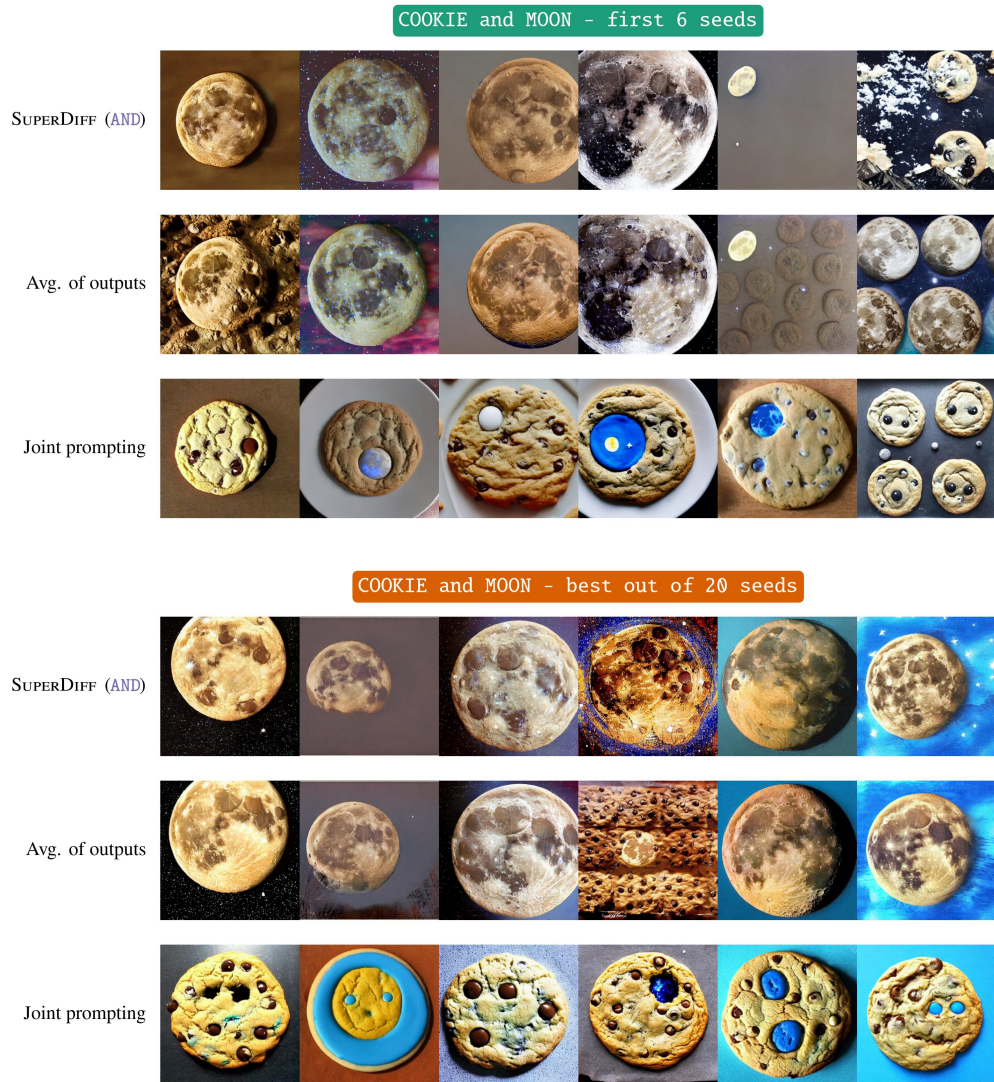 COOKIE and MOON - first 6 seeds
SUPERDIFF (AND)
Avg. of outputs
Joint prompting
COOKIE and MOON - best out of 20 seeds
SUPERDIFF (AND)
Avg. of outputs
Joint prompting